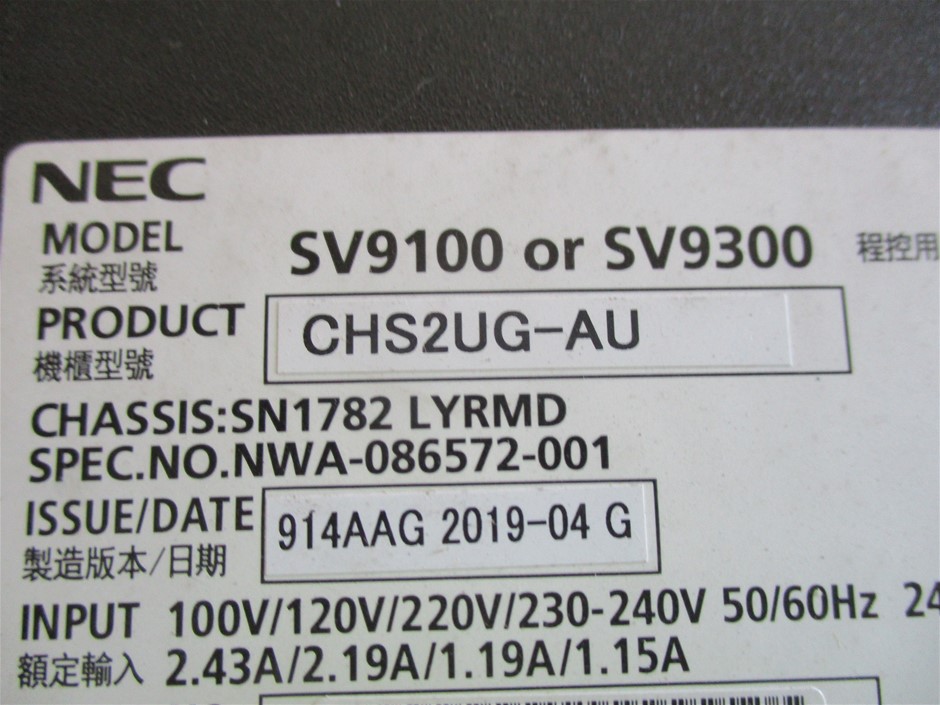 NEC
MODEL SV9100 or SV9300 程控用
系統型號
PRODUCT CHS2UG-AU
機櫃型號
CHASSIS:SN1782 LYRMD
SPEC.NO.NWA-086572-001
ISSUE/DATE 914AAG 2019-04 G
製造版本/日期
INPUT 100V/120V/220V/230-240V 50/60Hz 24
額定輸入 2.43A/2.19A/1.19A/1.15A